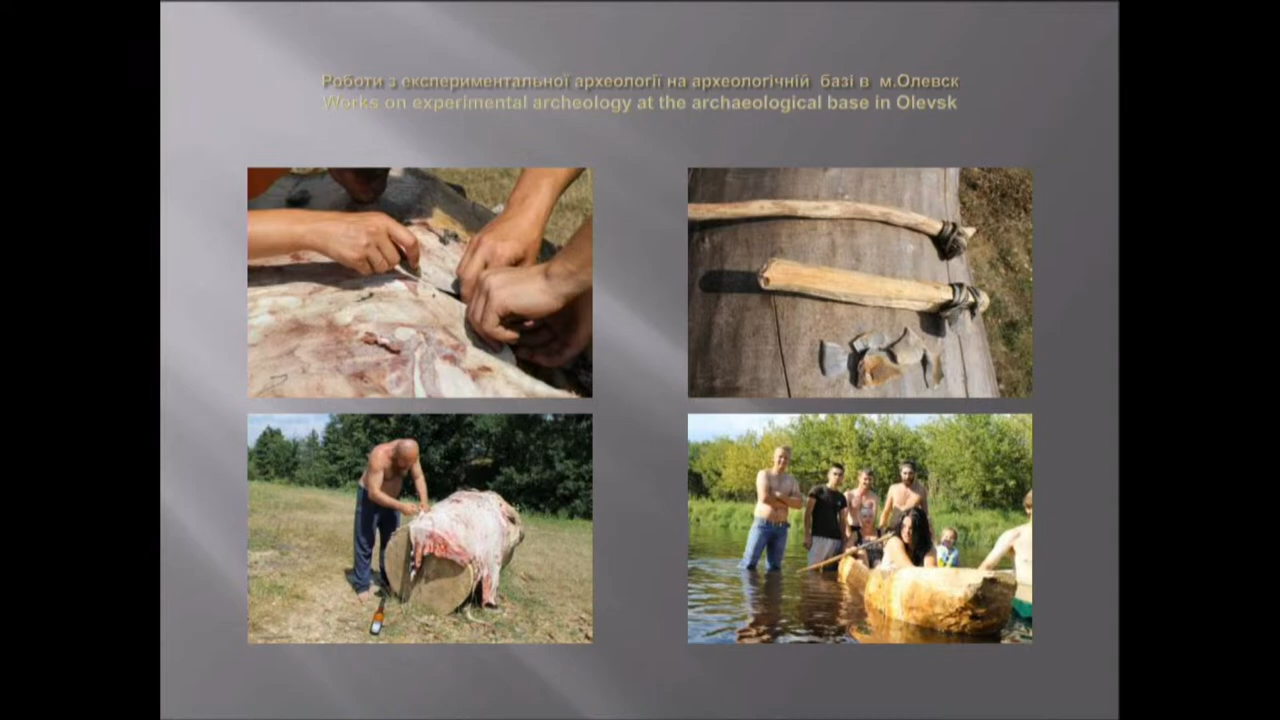 Роботи з експериментальної археології на археологічній базі в м.Олевск
Works on experimental archeology at the archaeological base in Olevsk